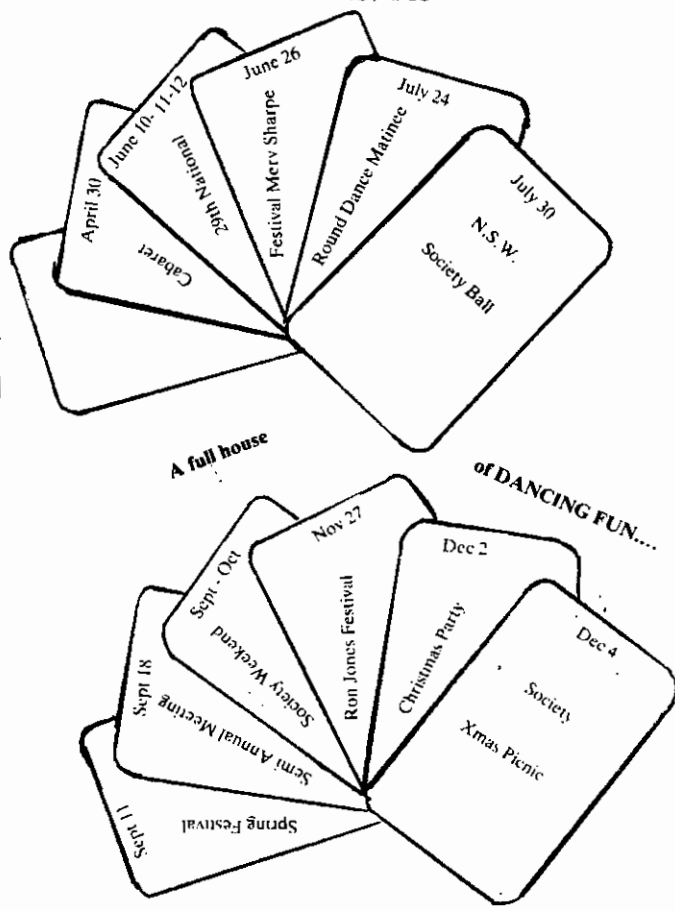 April 30
Cabaret
June 10- 11-12
29th National
June 26
Festival Merv Sharpe
July 24
Round Dance Matinee
July 30
N.S.W.
Society Ball
A full house
of DANCING FUN....
Sept 11
Spring Festival
Sept 18
Semi Annual Meeting
Sept - Oct
Society Weekend
Nov 27
Ron Jones Festival
Dec 2
Christmas Party
Dec 4
Society
Xmas Picnic